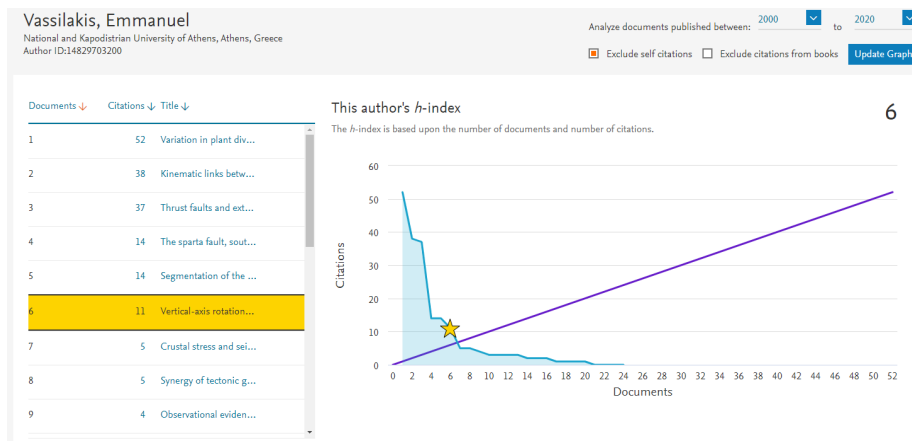 Vassilakis, Emmanuel
National and Kapodistrian University of Athens, Athens, Greece
Author ID:14829703200
Analyze documents published between: 2000 to 2020
Exclude self citations Exclude citations from books Update Graph
Documents Citations Title
1 52 Variation in plant div...
2 38 Kinematic links betw...
3 37 Thrust faults and ext...
4 14 The sparta fault, sout...
5 14 Segmentation of the ...
6 11 Vertical-axis rotation...
7 5 Crustal stress and sei...
8 5 Synergy of tectonic g...
9 4 Observational eviden...
This author's h-index
6
The h-index is based upon the number of documents and number of citations.
60
50
40
30
20
10
0
Citations
0 2 4 6 8 10 12 14 16 18 20 22 24 26 28 30 32 34 36 38 40 42 44 46 48 50 52
Documents